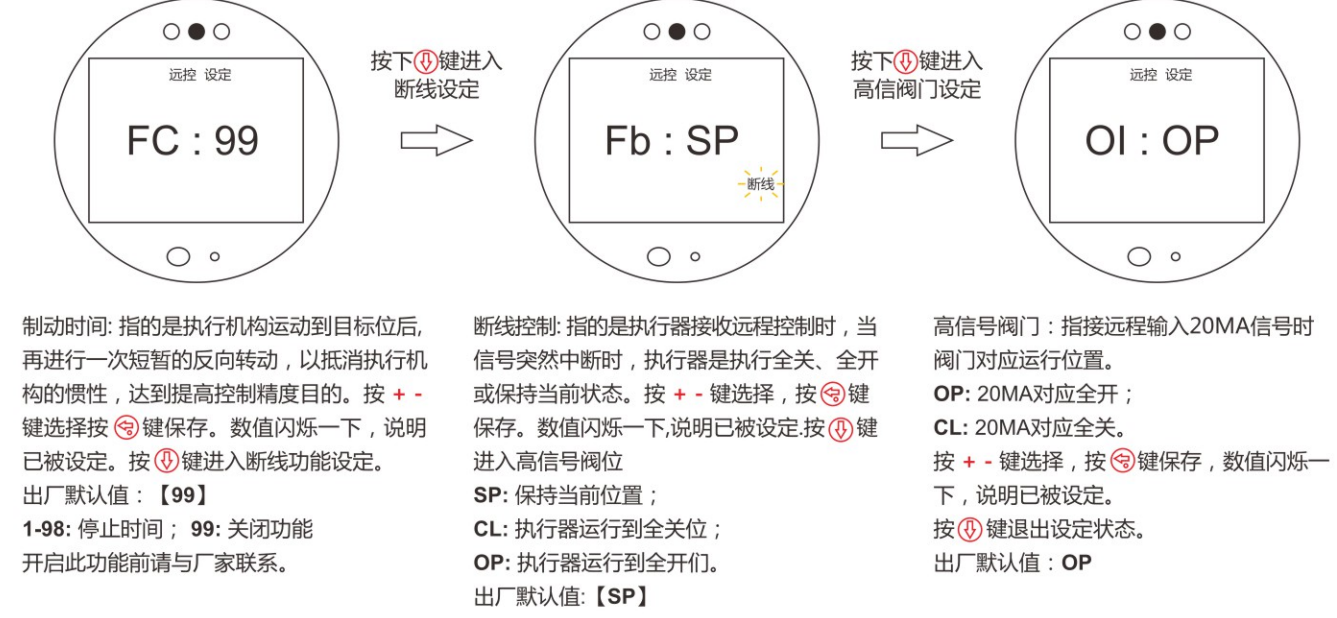 远控 设定
FC : 99
按下键进入
断线设定
远控 设定
Fb : SP
断线
按下键进入
高信阀门设定
远控 设定
OI : OP
制动时间: 指的是执行机构运动到目标位后,
再进行一次短暂的反向转动，以抵消执行机
构的惯性，达到提高控制精度目的。按 + -
键选择按键保存。数值闪烁一下，说明
已被设定。按键进入断线功能设定。
出厂默认值：【99】
1-98: 停止时间； 99: 关闭功能
开启此功能前请与厂家联系。
断线控制: 指的是执行器接收远程控制时，当
信号突然中断时，执行器是执行全关、全开
或保持当前状态。按 + - 键选择，按键
保存。数值闪烁一下,说明已被设定.按键
进入高信号阀位
SP: 保持当前位置；
CL: 执行器运行到全关位；
OP: 执行器运行到全开们。
出厂默认值:【SP】
高信号阀门：指接远程输入20MA信号时
阀门对应运行位置。
OP: 20MA对应全开；
CL: 20MA对应全关。
按 + - 键选择，按键保存，数值闪烁一
下，说明已被设定。
按键退出设定状态。
出厂默认值：OP